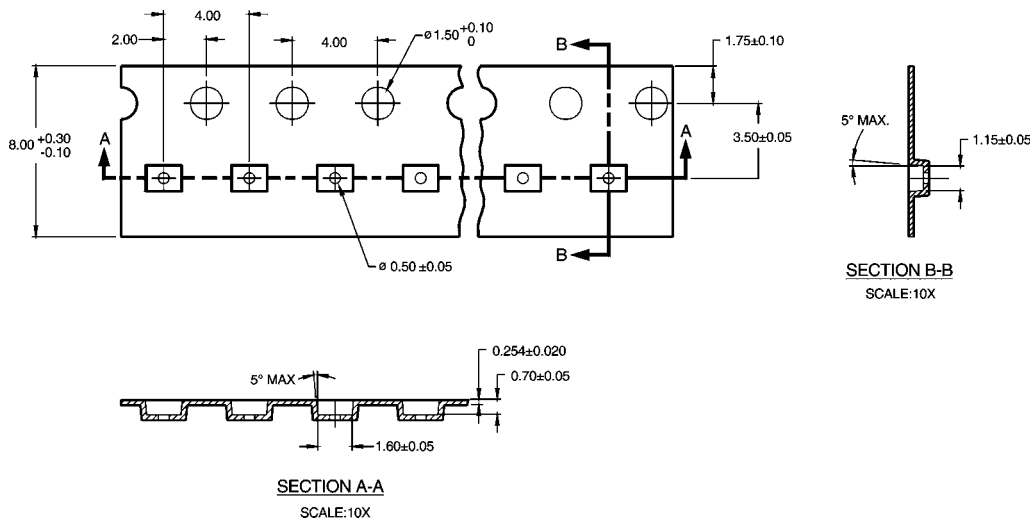 4.00
2.00
4.00
ø1.50 +0.10
0
B
1.75±0.10
8.00 +0.30
-0.10
A
A
3.50±0.05
5° MAX.
1.15±0.05
B
ø 0.50 ±0.05
SECTION B-B
SCALE:10X
0.254±0.020
5° MAX
0.70±0.05
1.60±0.05
SECTION A-A
SCALE:10X